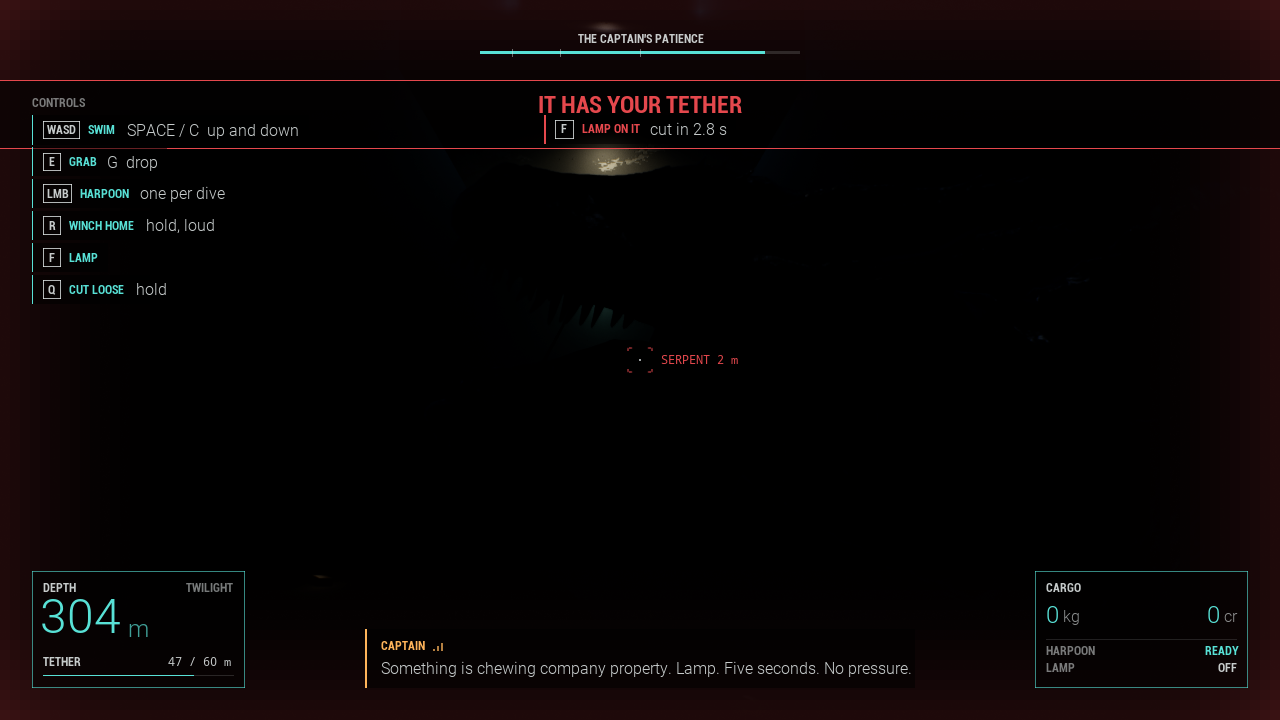 THE CAPTAIN'S PATIENCE
IT HAS YOUR TETHER
F LAMP ON IT cut in 2.8 s
CONTROLS
WASD SWIM SPACE / C up and down
E GRAB G drop
LMB HARPOON one per dive
R WINCH HOME hold, loud
F LAMP
Q CUT LOOSE hold
SERPENT 2 m
DEPTH TWILIGHT
304 m
TETHER 47 / 60 m
CAPTAIN
Something is chewing company property. Lamp. Five seconds. No pressure.
CARGO
0 kg 0 cr
HARPOON READY
LAMP OFF